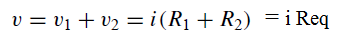 v = v₁ + v₂ = i(R₁ + R₂) = i Req